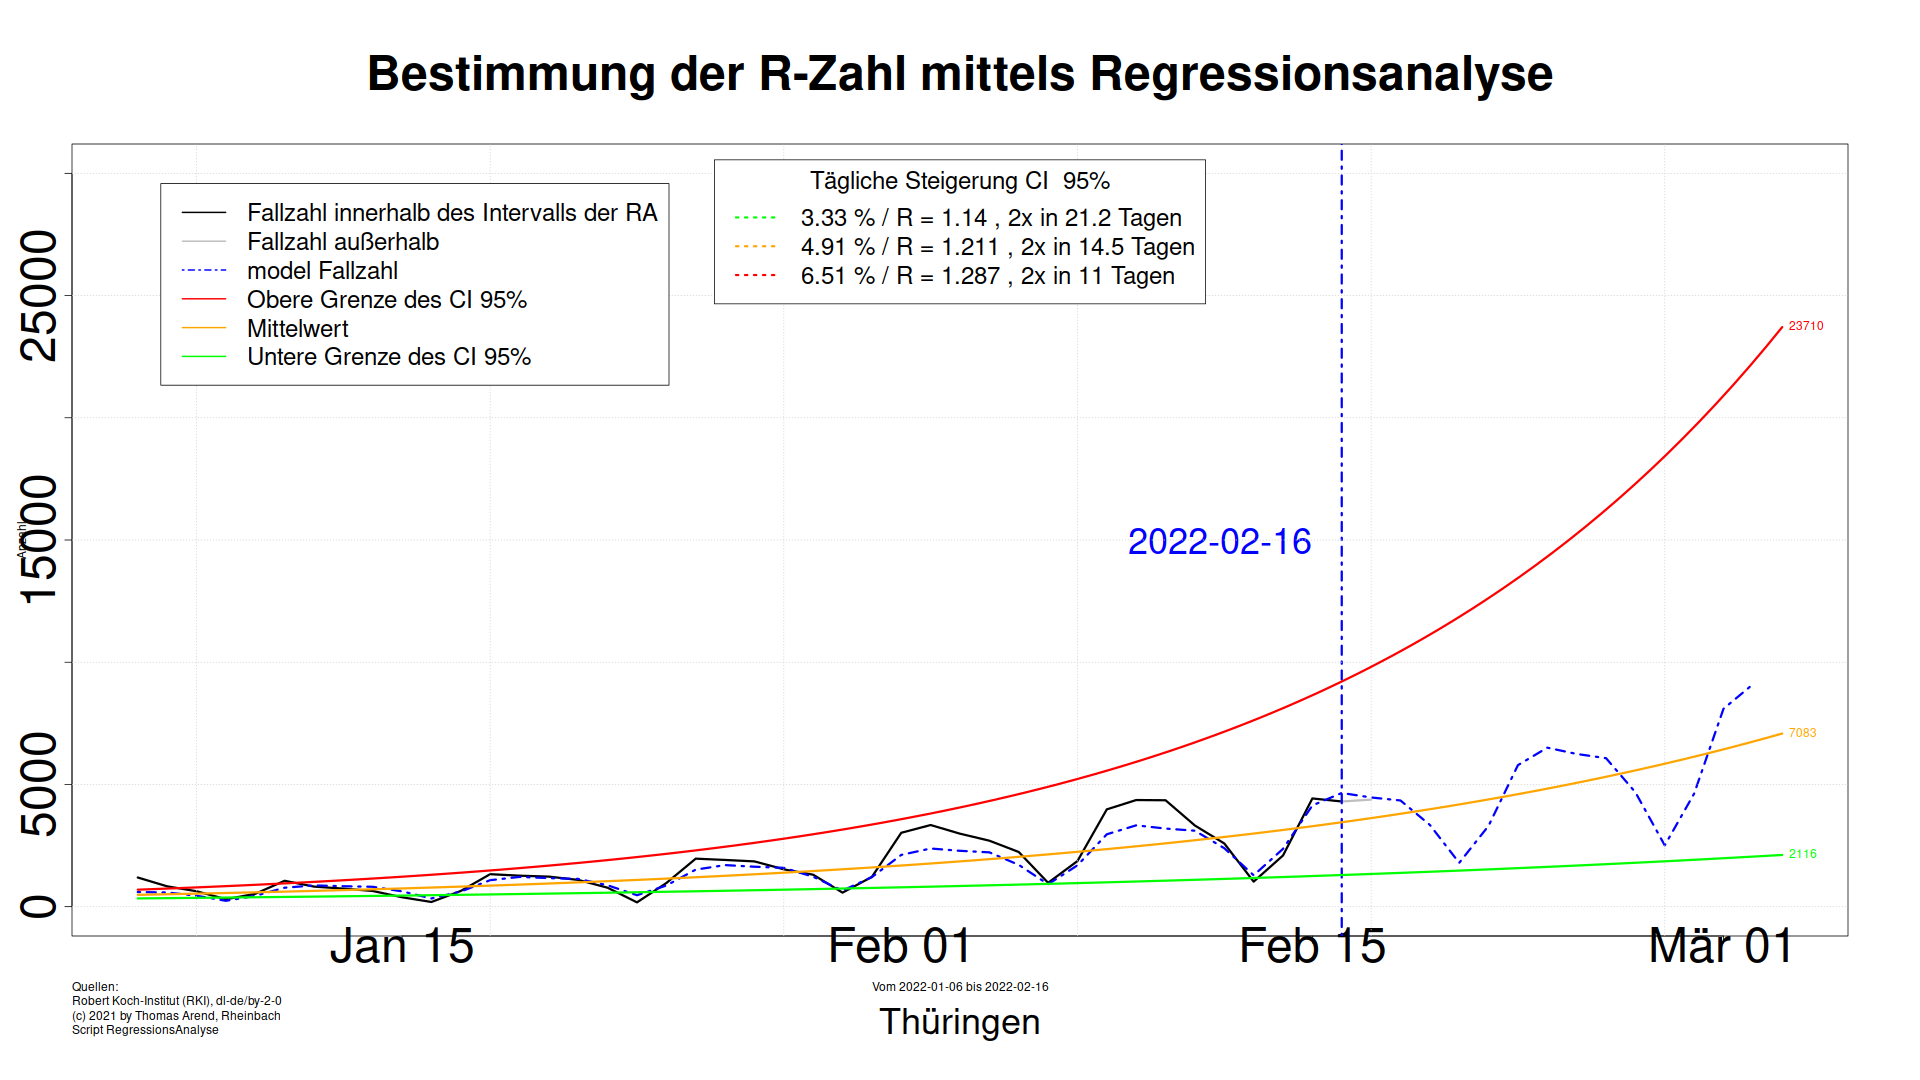 Bestimmung der R-Zahl mittels Regressionsanalyse
Fallzahl innerhalb des Intervalls der RA
Fallzahl außerhalb
model Fallzahl
Obere Grenze des CI 95%
Mittelwert
Untere Grenze des CI 95%
Tägliche Steigerung CI  95%
3.33 % / R = 1.14 , 2x in 21.2 Tagen
4.91 % / R = 1.211 , 2x in 14.5 Tagen
6.51 % / R = 1.287 , 2x in 11 Tagen
25000
15000
5000
0
Anzahl
2022-02-16
23710
7083
2116
Jan 15
Feb 01
Feb 15
Mär 01
Quellen:
Robert Koch-Institut (RKI), dl-de/by-2-0
(c) 2021 by Thomas Arend, Rheinbach
Script RegressionsAnalyse
Vom 2022-01-06 bis 2022-02-16
Thüringen